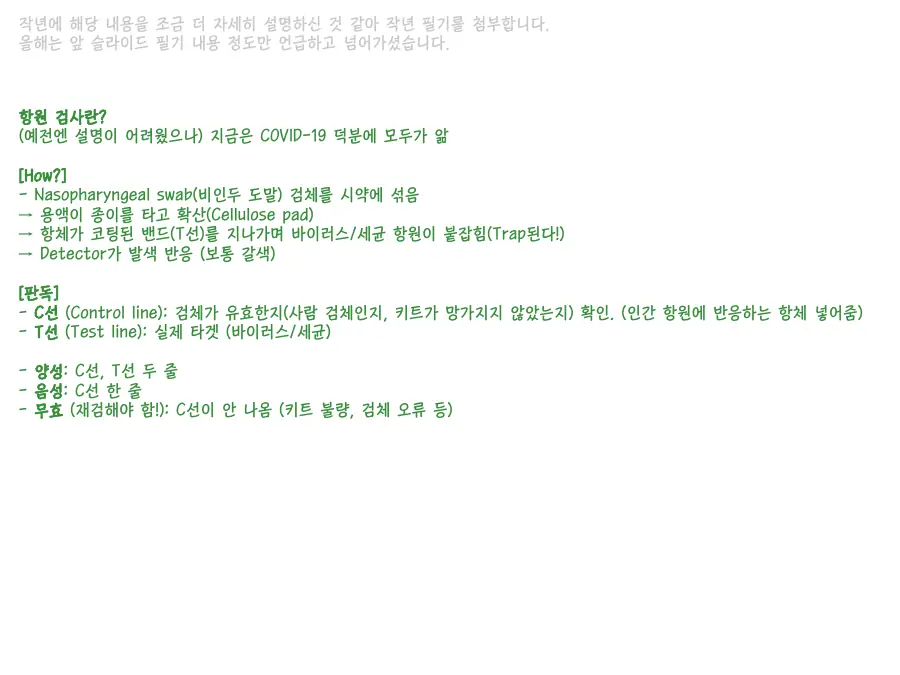 작년에 해당 내용을 조금 더 자세히 설명하신 것 같아 작년 필기를 첨부합니다.
올해는 앞 슬라이드 필기 내용 정도만 언급하고 넘어가셨습니다.
항원 검사란?
(예전엔 설명이 어려웠으나) 지금은 COVID-19 덕분에 모두가 앎
[How?]
- Nasopharyngeal swab(비인두 도말) 검체를 시약에 섞음
→ 용액이 종이를 타고 확산(Cellulose pad)
→ 항체가 코팅된 밴드(T선)를 지나가며 바이러스/세균 항원이 붙잡힘(Trap된다!)
→ Detector가 발색 반응 (보통 갈색)
[판독]
- C선 (Control line): 검체가 유효한지(사람 검체인지, 키트가 망가지지 않았는지) 확인. (인간 항원에 반응하는 항체 넣어줌)
- T선 (Test line): 실제 타겟 (바이러스/세균)
- 양성: C선, T선 두 줄
- 음성: C선 한 줄
- 무효 (재검해야 함!): C선이 안 나옴 (키트 불량, 검체 오류 등)